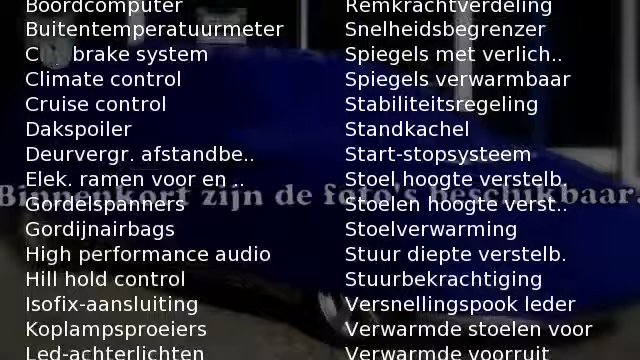 Boordcomputer
Buitentemperatuurmeter
brake system
Climate control
Cruise control
Dakspoiler
Deurvergr. afstandbe..
Elek. ramen voor en ..
Gordelspanners
Gordijnairbags
High performance audio
Hill hold control
Isofix-aansluiting
Koplampsproeiers
Led-achterlichten
Remkrachtverdeling
Snelheidsbegrenzer
Spiegels met verlich..
Spiegels verwarmbaar
Stabiliteitsregeling
Standkachel
Start-stopsysteem
Stoel hoogte verstelb.
Stoelen hoogte verst..
Stoelverwarming
Stuur diepte verstelb.
Stuurbekrachtiging
Versnellingspook leder
Verwarmde stoelen voor
Verwarmde voorruit
Binnenkort zijn de foto's beschikbaar.